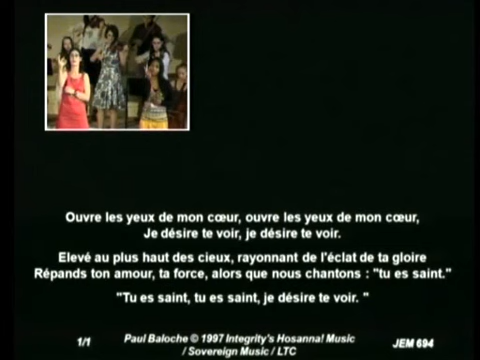 Ouvre les yeux de mon cœur, ouvre les yeux de mon cœur,
Je désire te voir, je désire te voir.
Elevé au plus haut des cieux, rayonnant de l'éclat de ta gloire
Répands ton amour, ta force, alors que nous chantons : "tu es saint."
"Tu es saint, tu es saint, je désire te voir. "
1/1
Paul Baloche © 1997 Integrity's Hosanna! Music
/ Sovereign Music / LTC
JEM 694